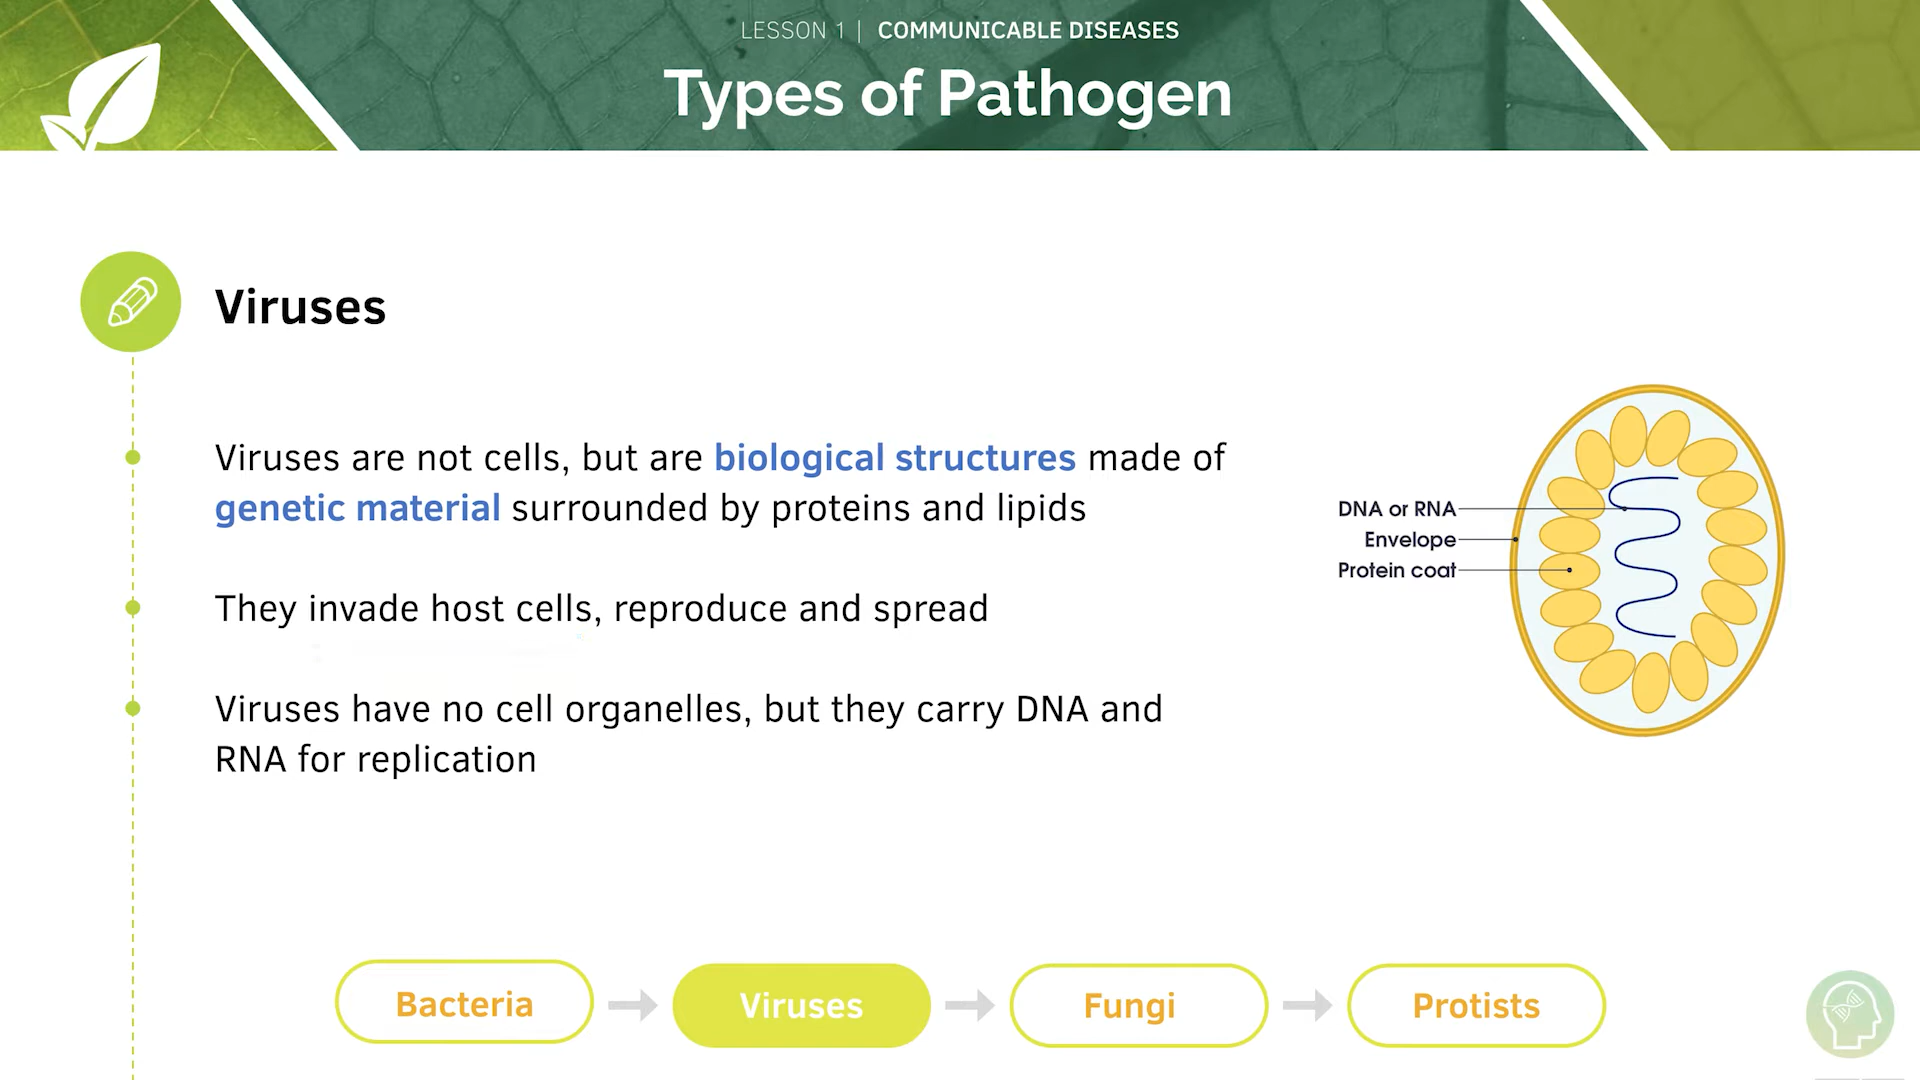 LESSON 1 | COMMUNICABLE DISEASES
Types of Pathogen
Viruses
Viruses are not cells, but are biological structures made of
genetic material surrounded by proteins and lipids
They invade host cells, reproduce and spread
Viruses have no cell organelles, but they carry DNA and
RNA for replication
DNA or RNA
Envelope
Protein coat
Bacteria
Viruses
Fungi
Protists